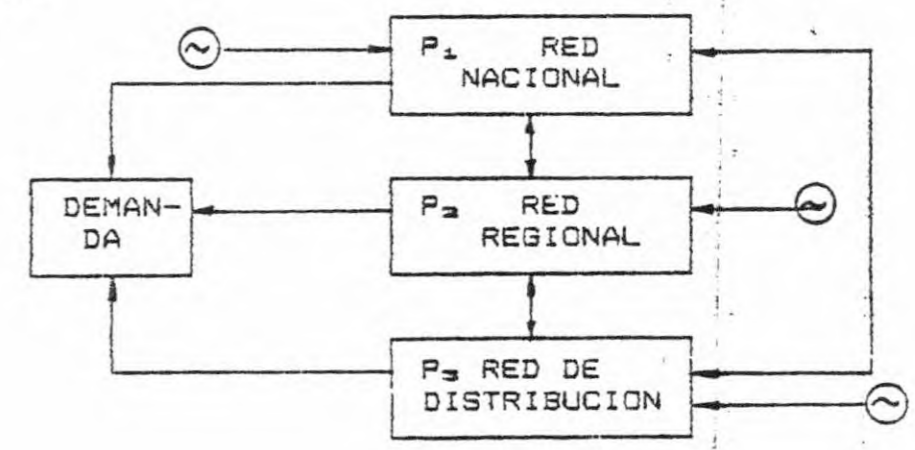 P₁ RED
NACIONAL
DEMAN-
DA
P₂ RED
REGIONAL
P₃ RED DE
DISTRIBUCION